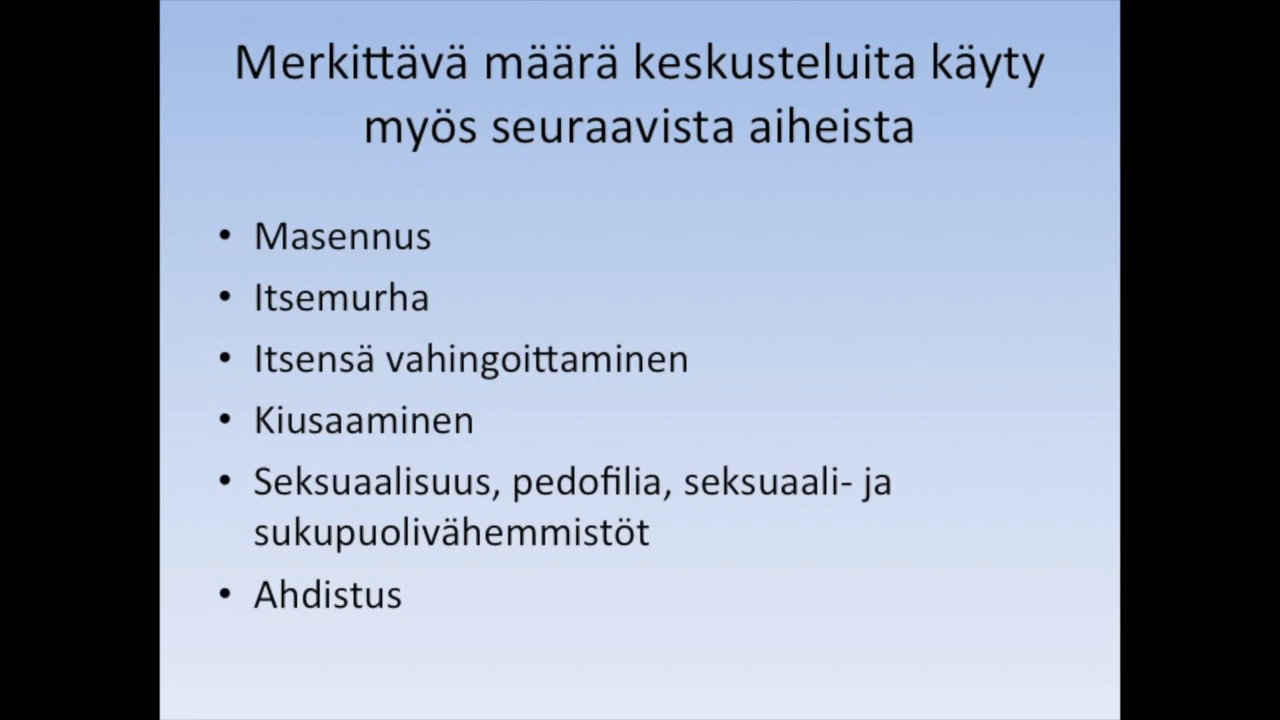 Merkittävä määrä keskusteluita käyty
myös seuraavista aiheista
• Masennus
• Itsemurha
• Itsensä vahingoittaminen
• Kiusaaminen
• Seksuaalisuus, pedofilia, seksuaali- ja
sukupuolivähemmistöt
• Ahdistus